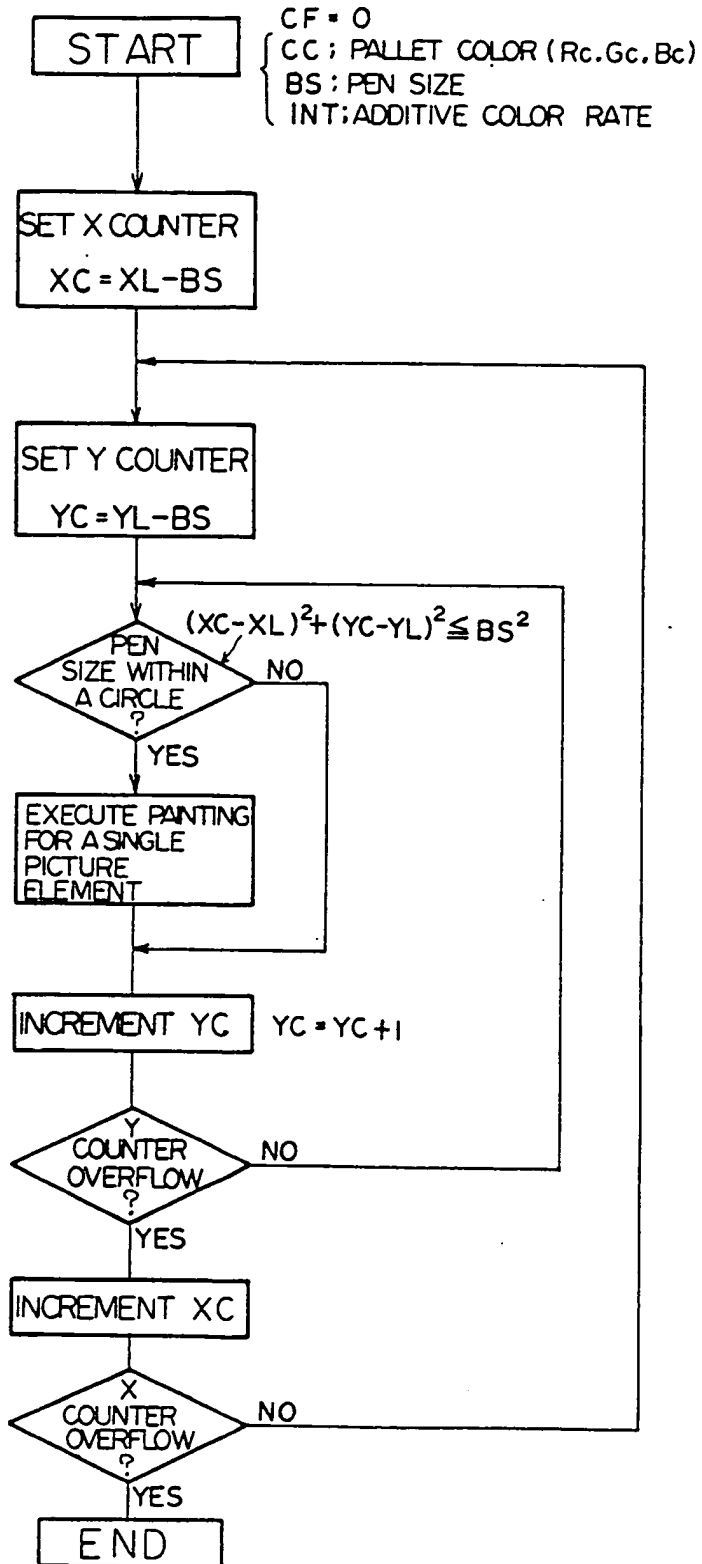 START
CF = 0
CC ; PALLET COLOR (Rc.Gc.Bc)
BS : PEN SIZE
INT; ADDITIVE COLOR RATE
SET X COUNTER
XC = XL-BS
SET Y COUNTER
YC = YL-BS
(XC-XL)²+(YC-YL)² ≦ BS²
PEN
SIZE WITHIN
A CIRCLE
?
NO
YES
EXECUTE PAINTING
FOR A SINGLE
PICTURE
ELEMENT
INCREMENT YC
YC = YC+1
Y
COUNTER
OVERFLOW
?
NO
YES
INCREMENT XC
X
COUNTER
OVERFLOW
?
NO
YES
END